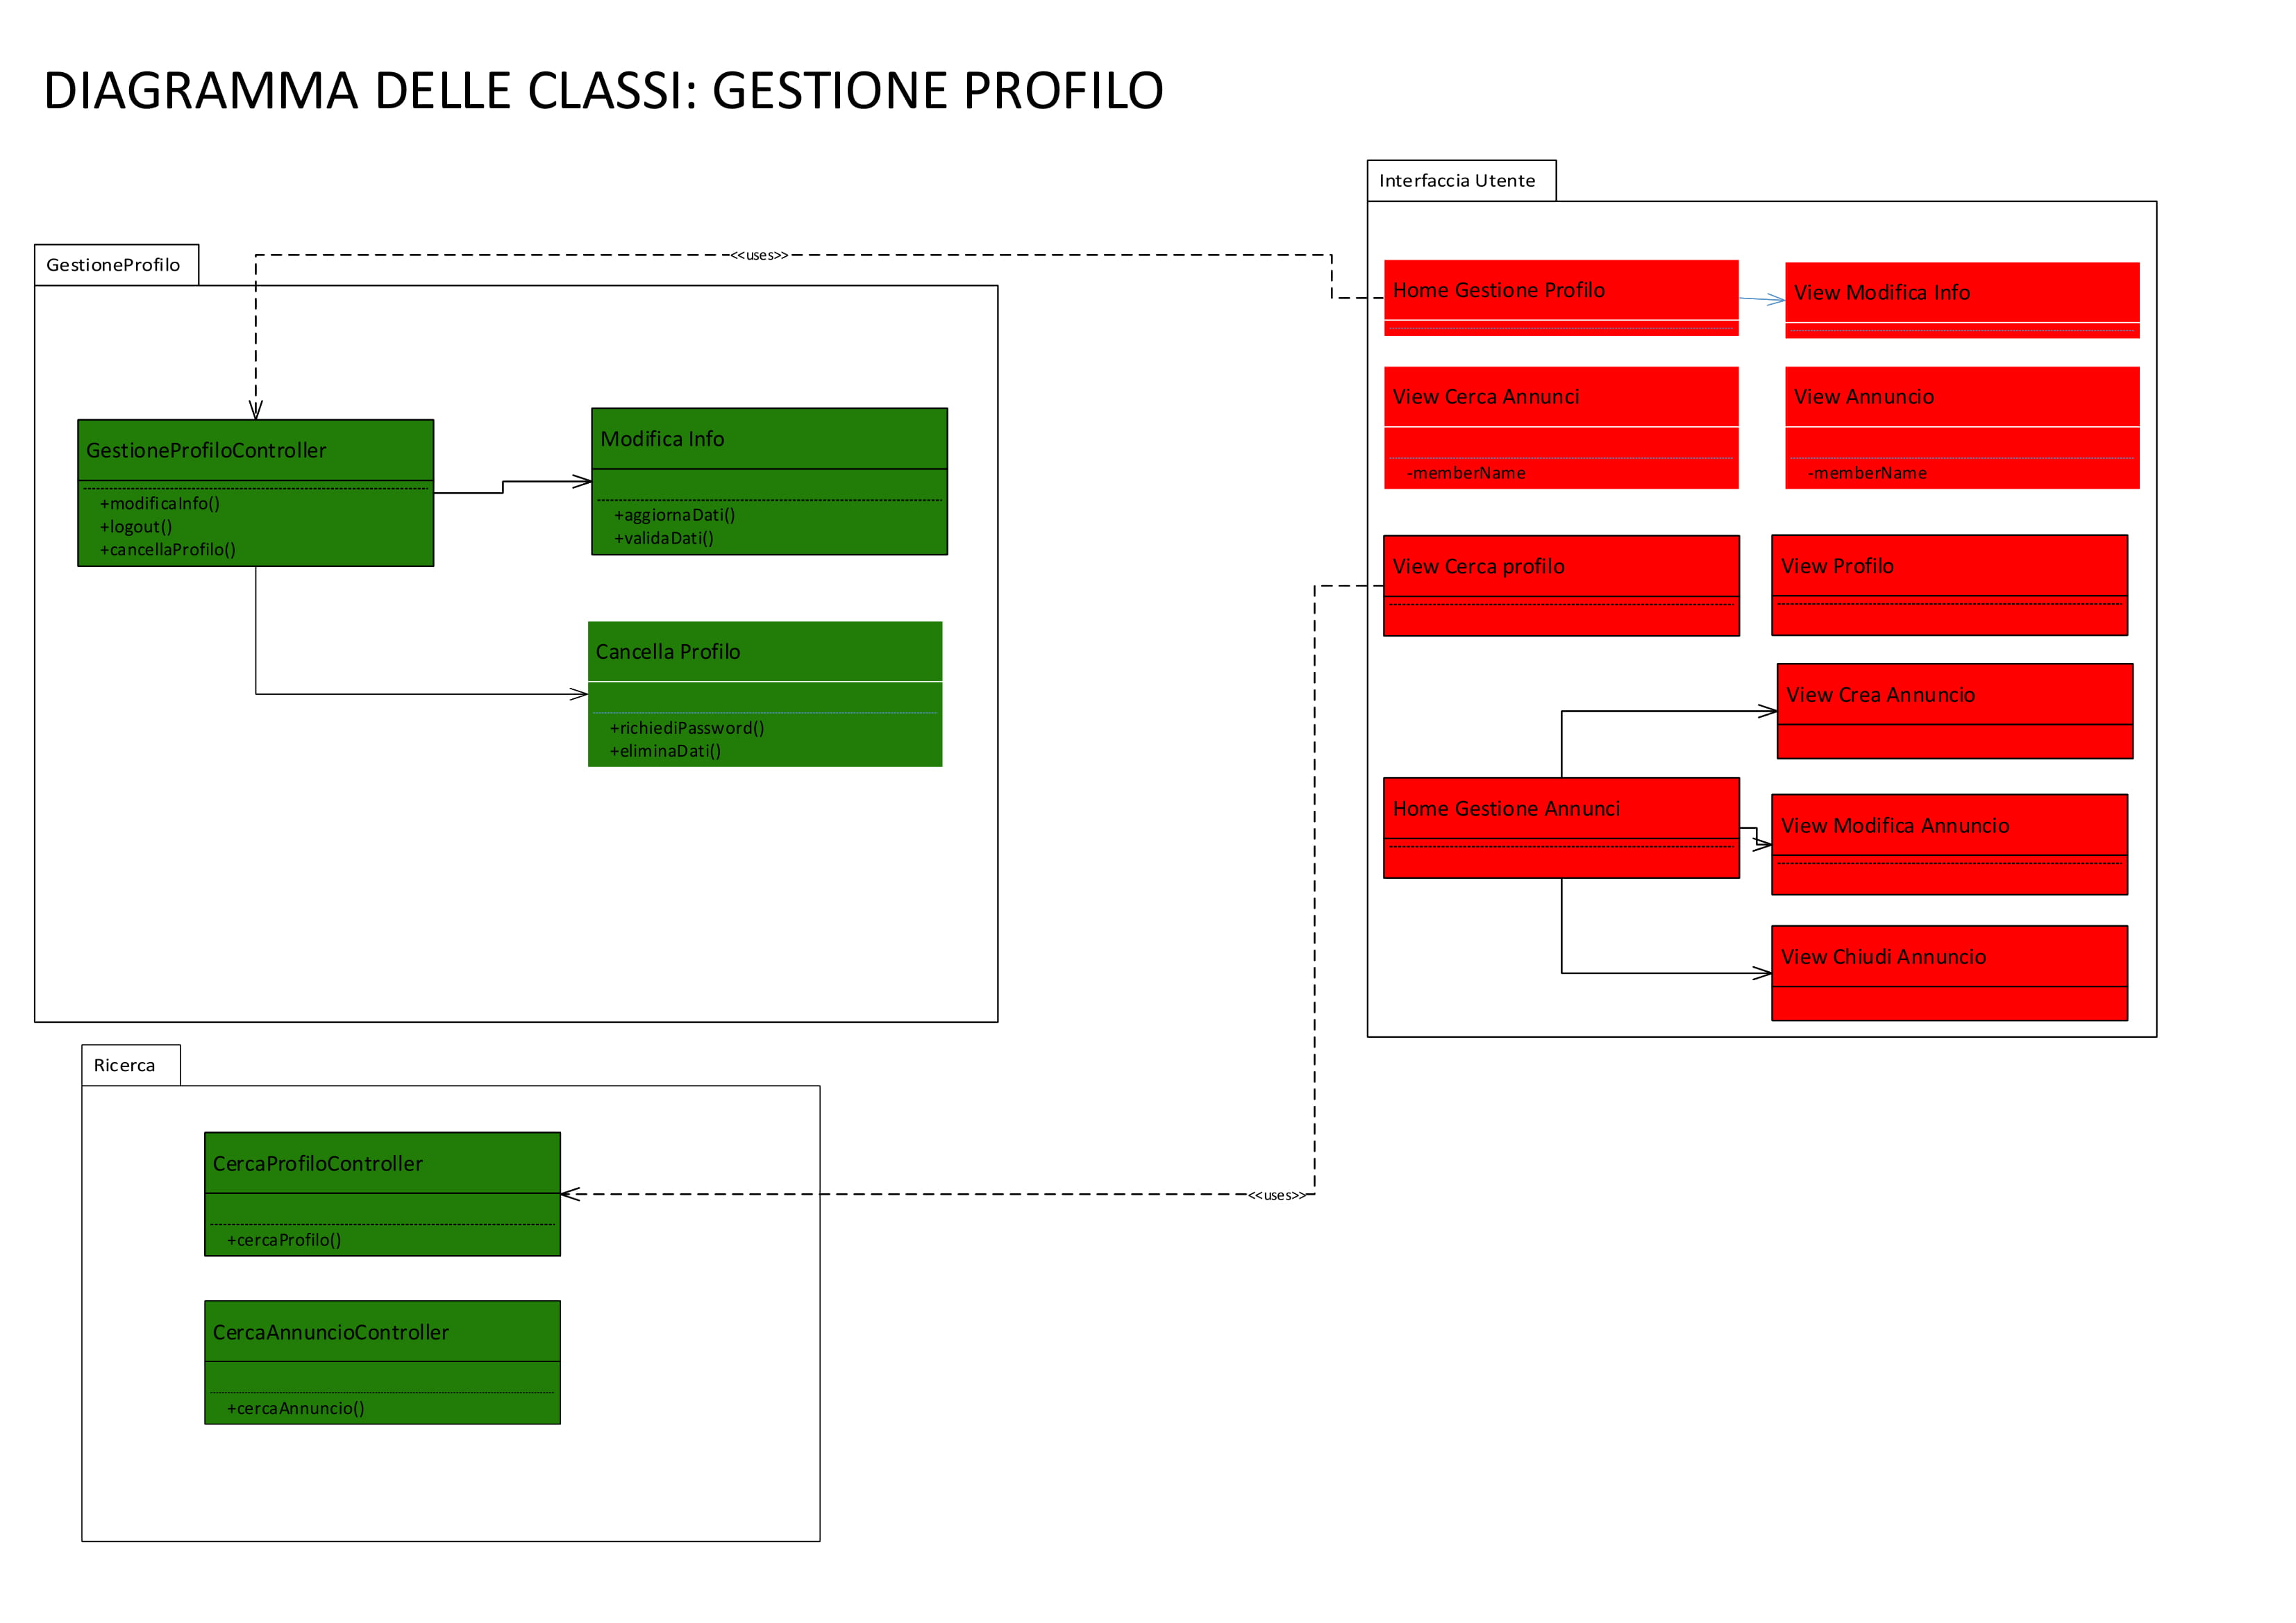 DIAGRAMMA DELLE CLASSI: GESTIONE PROFILO
Interfaccia Utente
GestioneProfilo
<<uses>>
Home Gestione Profilo
View Modifica Info
View Cerca Annunci
-memberName
View Annuncio
-memberName
GestioneProfiloController
+modificaInfo()
+logout()
+cancellaProfilo()
Modifica Info
+aggiornaDati()
+validaDati()
View Cerca profilo
View Profilo
Cancella Profilo
+richiediPassword()
+eliminaDati()
View Crea Annuncio
Home Gestione Annunci
View Modifica Annuncio
View Chiudi Annuncio
Ricerca
CercaProfiloController
+cercaProfilo()
<<uses>>
CercaAnnuncioController
+cercaAnnuncio()